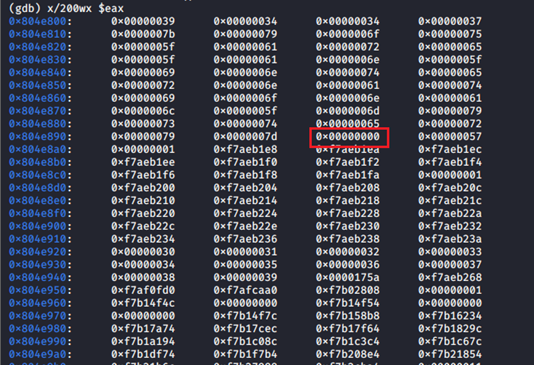 (gdb) x/200wx $eax
0x804e800: 0x00000039 0x00000034 0x00000034 0x00000037
0x804e810: 0x0000007b 0x00000079 0x0000006f 0x00000075
0x804e820: 0x0000005f 0x00000061 0x00000072 0x00000065
0x804e830: 0x0000005f 0x00000061 0x0000006e 0x0000005f
0x804e840: 0x00000069 0x0000006e 0x00000074 0x00000065
0x804e850: 0x00000072 0x0000006e 0x00000061 0x00000074
0x804e860: 0x00000069 0x0000006f 0x0000006e 0x00000061
0x804e870: 0x0000006c 0x0000005f 0x0000006d 0x00000079
0x804e880: 0x00000073 0x00000074 0x00000065 0x00000072
0x804e890: 0x00000079 0x0000007d 0x00000000 0x00000057
0x804e8a0: 0x00000001 0xf7aeb1e8 0xf7aeb1ea 0xf7aeb1ec
0x804e8b0: 0xf7aeb1ee 0xf7aeb1f0 0xf7aeb1f2 0xf7aeb1f4
0x804e8c0: 0xf7aeb1f6 0xf7aeb1f8 0xf7aeb1fa 0x00000001
0x804e8d0: 0xf7aeb200 0xf7aeb204 0xf7aeb208 0xf7aeb20c
0x804e8e0: 0xf7aeb210 0xf7aeb214 0xf7aeb218 0xf7aeb21c
0x804e8f0: 0xf7aeb220 0xf7aeb224 0xf7aeb228 0xf7aeb22a
0x804e900: 0xf7aeb22c 0xf7aeb22e 0xf7aeb230 0xf7aeb232
0x804e910: 0xf7aeb234 0xf7aeb236 0xf7aeb238 0xf7aeb23a
0x804e920: 0x00000030 0x00000031 0x00000032 0x00000033
0x804e930: 0x00000034 0x00000035 0x00000036 0x00000037
0x804e940: 0x00000038 0x00000039 0x0000175a 0xf7aeb268
0x804e950: 0xf7af0fd0 0xf7afcaa0 0xf7b02808 0x00000001
0x804e960: 0xf7b14f4c 0x00000000 0xf7b14f54 0x00000000
0x804e970: 0x00000000 0xf7b14f7c 0xf7b158b8 0xf7b16234
0x804e980: 0xf7b17a74 0xf7b17cec 0xf7b17f64 0xf7b1829c
0x804e990: 0xf7b1a194 0xf7b1c08c 0xf7b1c3c4 0xf7b1c67c
0x804e9a0: 0xf7b1df74 0xf7b1f7b4 0xf7b208e4 0xf7b21854